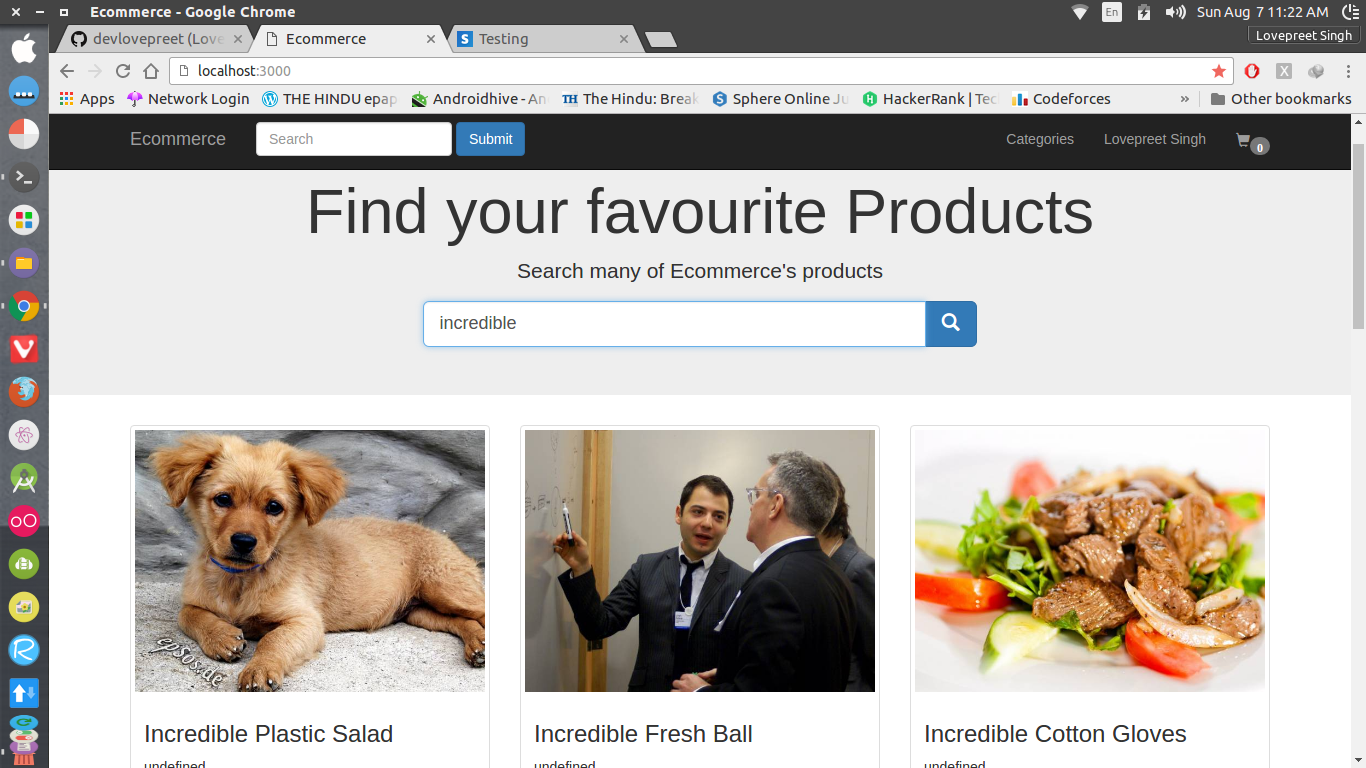 Ecommerce - Google Chrome
En
Sun Aug 7 11:22 AM
Lovepreet Singh
devlovepreet (Love
Ecommerce
Testing
localhost:3000
Apps
Network Login
THE HINDU epap
Androidhive - An
The Hindu: Break
Sphere Online Ju
HackerRank | Tec
Codeforces
»
Other bookmarks
Ecommerce
Search
Submit
Categories
Lovepreet Singh
0
Find your favourite Products
Search many of Ecommerce's products
incredible
epSos.de
Incredible Plastic Salad
Incredible Fresh Ball
Incredible Cotton Gloves
undefined
undefined
undefined